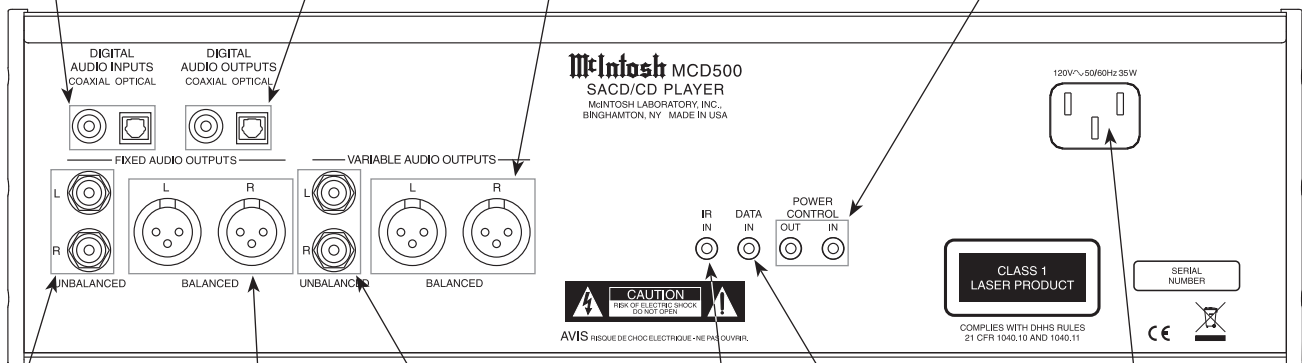 DIGITAL
AUDIO INPUTS
COAXIAL OPTICAL
DIGITAL
AUDIO OUTPUTS
COAXIAL OPTICAL
McIntosh MCD500
SACD/CD PLAYER
McINTOSH LABORATORY, INC.,
BINGHAMTON, NY MADE IN USA
120V~50/60Hz 35W
FIXED AUDIO OUTPUTS
VARIABLE AUDIO OUTPUTS
L
L
R
L
L
R
R
R
UNBALANCED
BALANCED
UNBALANCED
BALANCED
IR
IN
DATA
IN
POWER
CONTROL
OUT IN
CAUTION
RISK OF ELECTRIC SHOCK
DO NOT OPEN
AVIS RISQUE DE CHOC ELECTRIQUE - NE PAS OUVRIR.
CLASS 1
LASER PRODUCT
COMPLIES WITH DHHS RULES
21 CFR 1040.10 AND 1040.11
SERIAL
NUMBER
CE